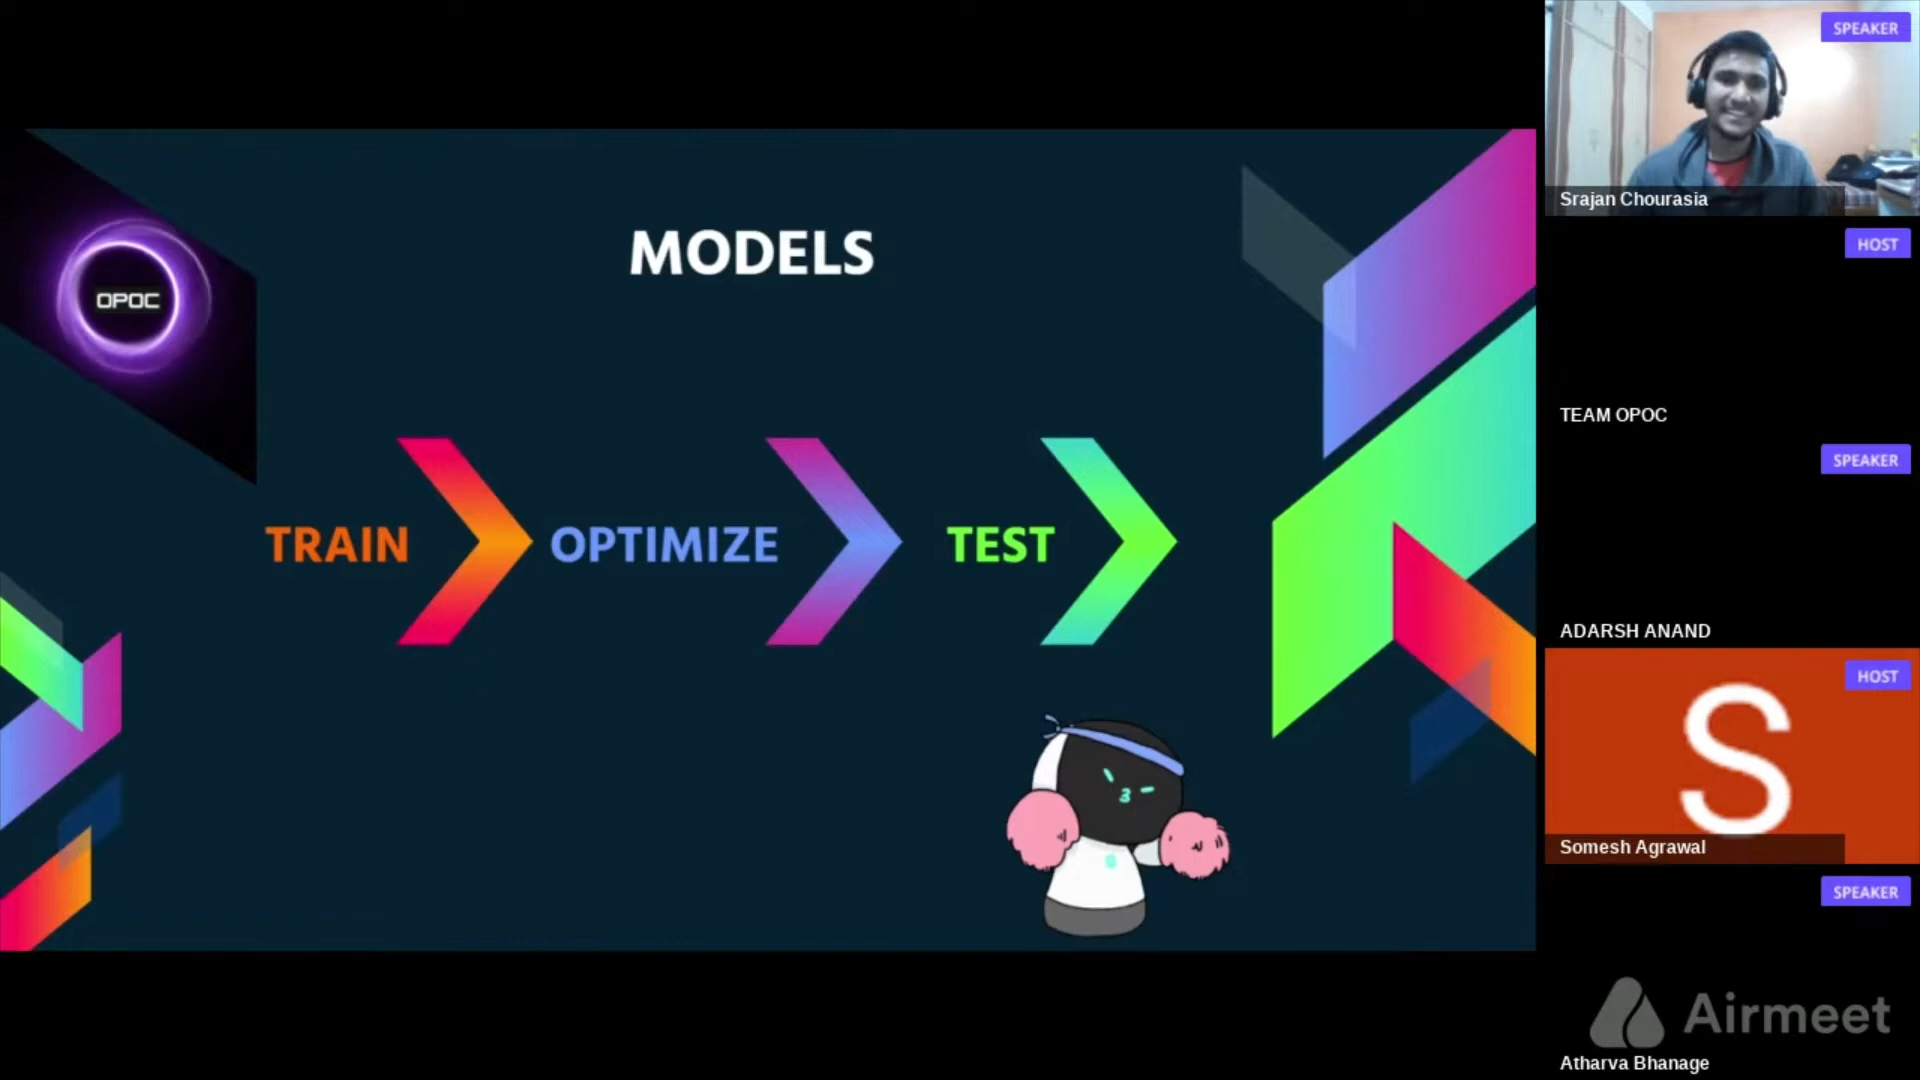 OPOC
MODELS
TRAIN
OPTIMIZE
TEST
SPEAKER
Srajan Chourasia
HOST
TEAM OPOC
SPEAKER
ADARSH ANAND
HOST
S
Somesh Agrawal
SPEAKER
Airmeet
Atharva Bhanage